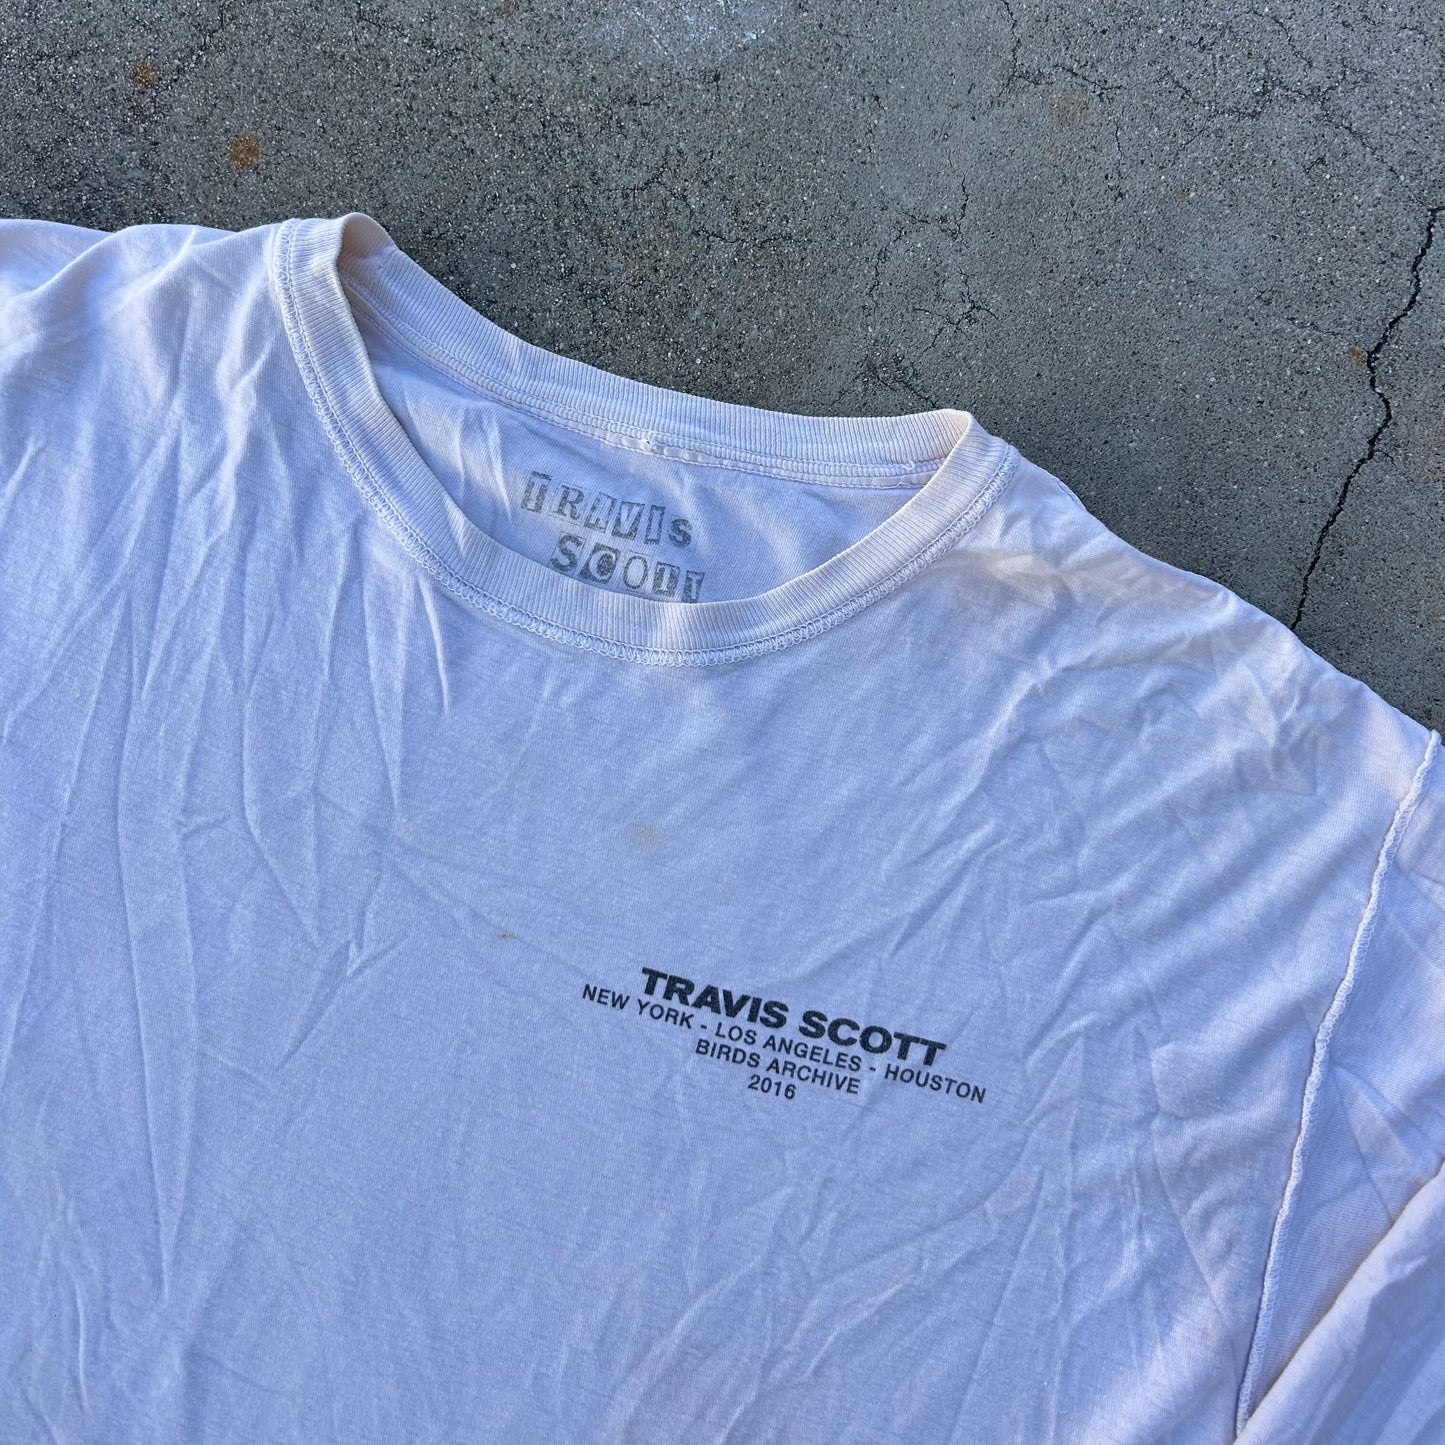 TRAVIS
SCOTT
TRAVIS SCOTT
NEW YORK - LOS ANGELES - HOUSTON
BIRDS ARCHIVE
2016